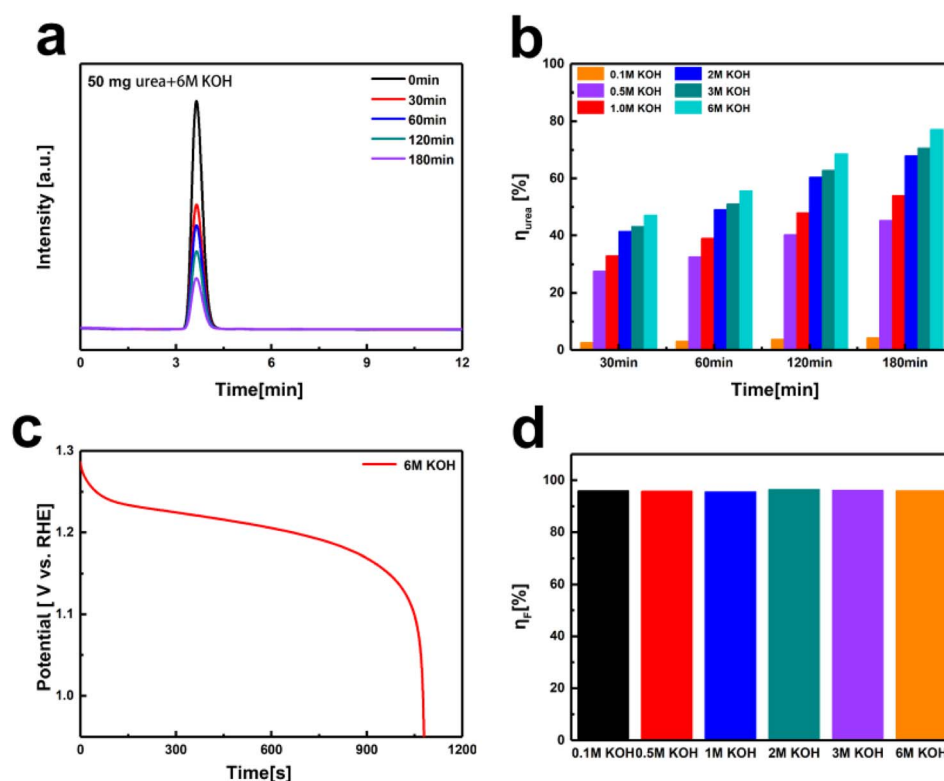 a
50 mg urea+6M KOH
0min
30min
60min
120min
180min
Intensity [a.u.]
0 3 6 9 12
Time[min]
b
100
80
60
40
20
0
0.1M KOH 2M KOH
0.5M KOH 3M KOH
1.0M KOH 6M KOH
ηurea [%]
30min 60min 120min 180min
Time[min]
c
1.3
1.2
1.1
1.0
6M KOH
Potential [ V vs. RHE]
0 300 600 900 1200
Time[s]
d
100
80
60
40
20
0
ηF[%]
0.1M KOH 0.5M KOH 1M KOH 2M KOH 3M KOH 6M KOH